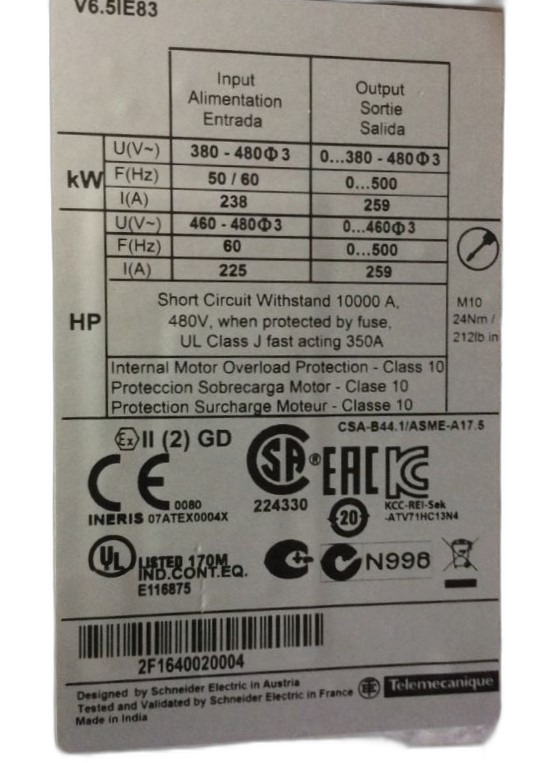 V6.5IE83
Input
Alimentation
Entrada
Output
Sortie
Salida
kW
U(V~) 380 - 480Φ3 0...380 - 480Φ3
F(Hz) 50 / 60 0...500
I(A) 238 259
HP
U(V~) 460 - 480Φ3 0...460Φ3
F(Hz) 60 0...500
I(A) 225 259
Short Circuit Withstand 10000 A,
480V, when protected by fuse,
UL Class J fast acting 350A
M10
24Nm /
212lb.in
Internal Motor Overload Protection - Class 10
Proteccion Sobrecarga Motor - Clase 10
Protection Surcharge Moteur - Classe 10
CSA-B44.1/ASME-A17.5
Ex II (2) GD
CE 0080
INERIS 07ATEX0004X
SA ®
224330
EAC
KC
20
KCC-REI-Sek
-ATV71HC13N4
UL LISTED 170M
IND.CONT.EQ.
E116875
N998
2F1640020004
Designed by Schneider Electric in Austria
Tested and Validated by Schneider Electric in France
Made in India
Telemecanique